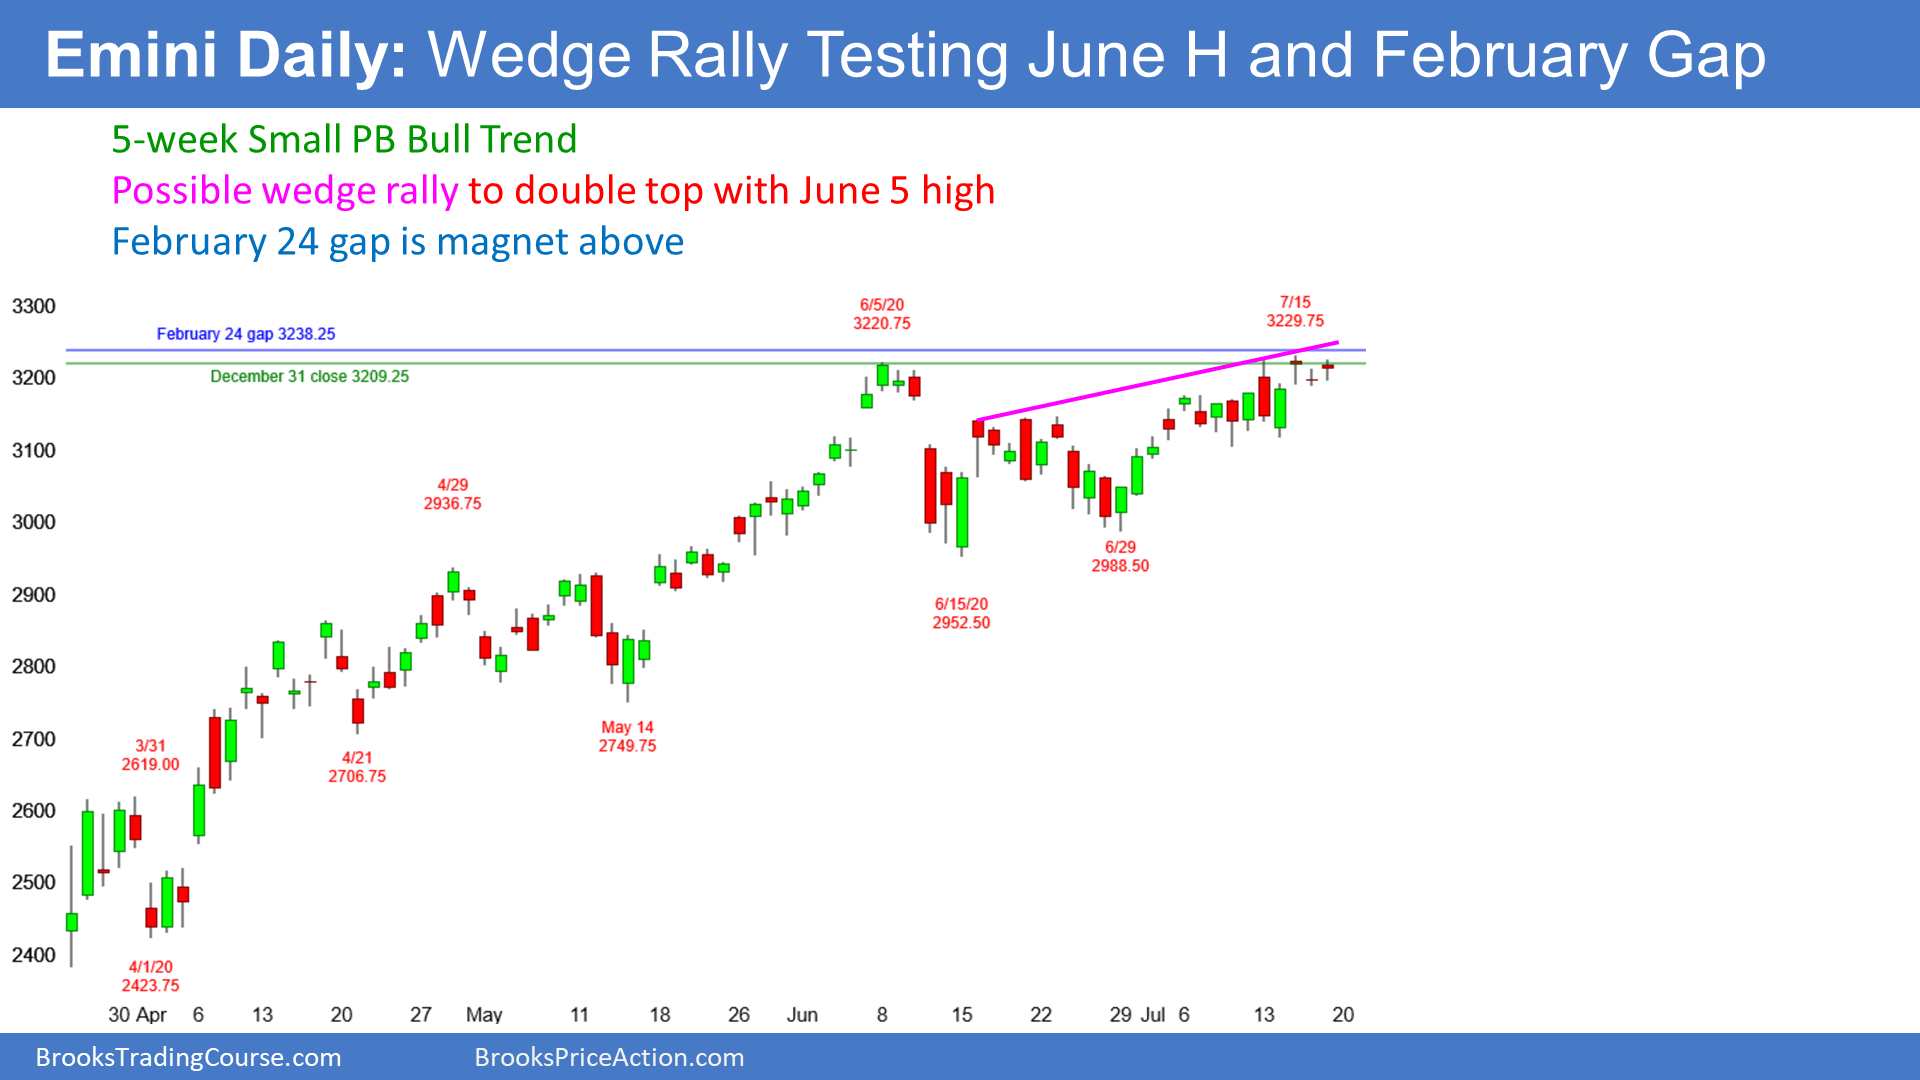 Emini Daily: Wedge Rally Testing June H and February Gap
5-week Small PB Bull Trend
Possible wedge rally to double top with June 5 high
February 24 gap is magnet above
3300
3200
3100
3000
2900
2800
2700
2600
2500
2400
February 24 gap 3238.25
December 31 close 3209.25
3/31
2619.00
4/1/20
2423.75
4/21
2706.75
4/29
2936.75
May 14
2749.75
6/5/20
3220.75
6/15/20
2952.50
6/29
2988.50
7/15
3229.75
30 Apr 6 13 20 27 May 11 18 26 Jun 8 15 22 29 Jul 6 13 20
BrooksTradingCourse.com
BrooksPriceAction.com